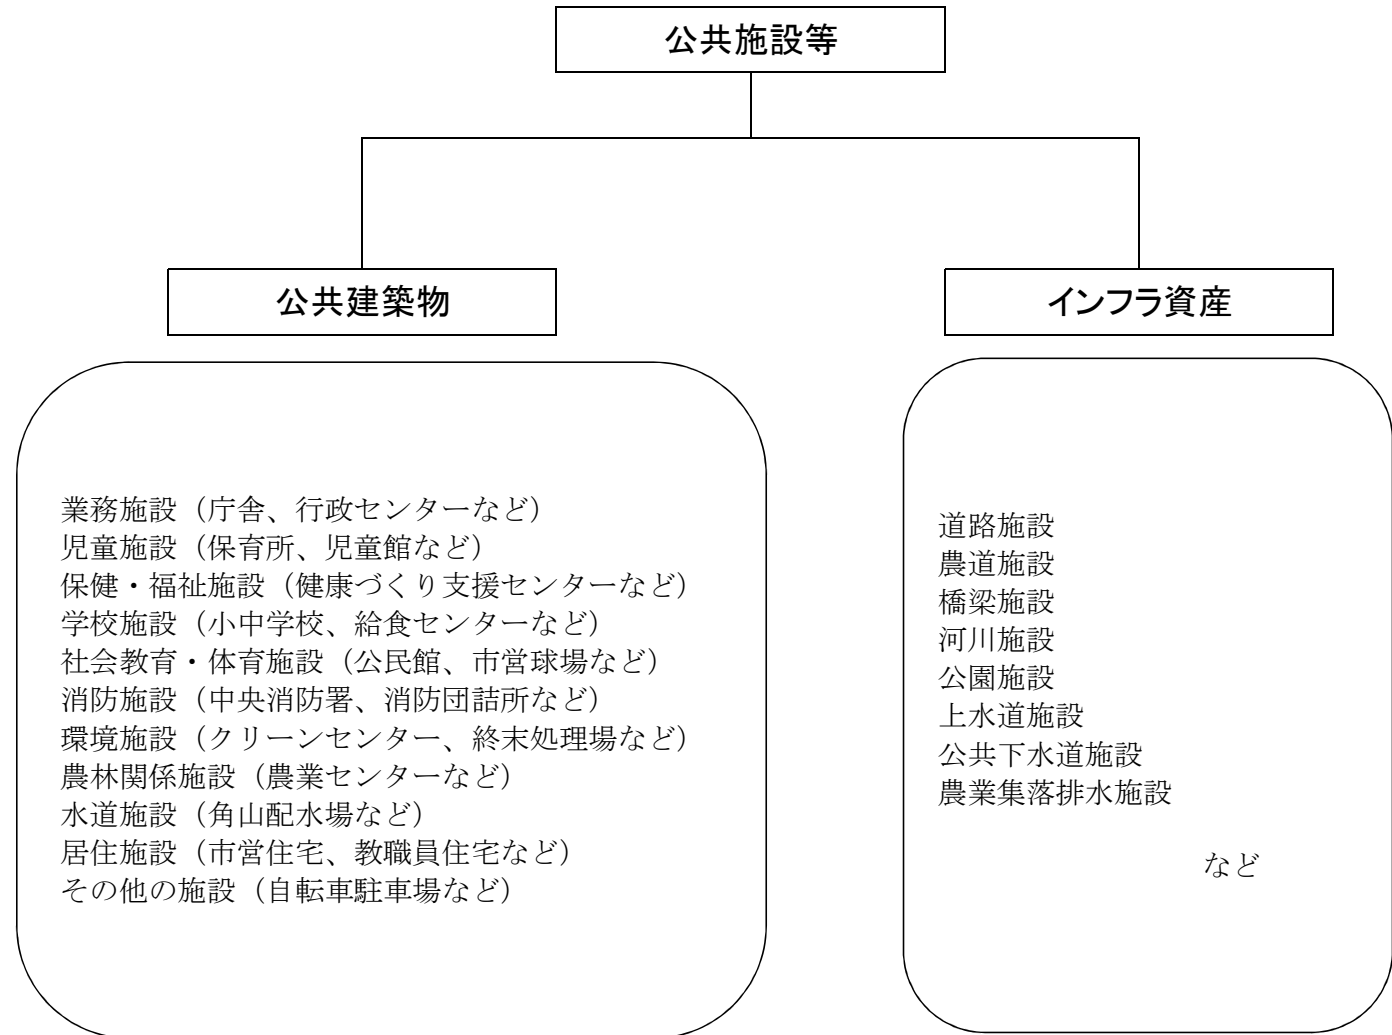 公共施設等
公共建築物
インフラ資産
業務施設（庁舎、行政センターなど）
児童施設（保育所、児童館など）
保健・福祉施設（健康づくり支援センターなど）
学校施設（小中学校、給食センターなど）
社会教育・体育施設（公民館、市営球場など）
消防施設（中央消防署、消防団詰所など）
環境施設（クリーンセンター、終末処理場など）
農林関係施設（農業センターなど）
水道施設（角山配水場など）
居住施設（市営住宅、教職員住宅など）
その他の施設（自転車駐車場など）
道路施設
農道施設
橋梁施設
河川施設
公園施設
上水道施設
公共下水道施設
農業集落排水施設
など